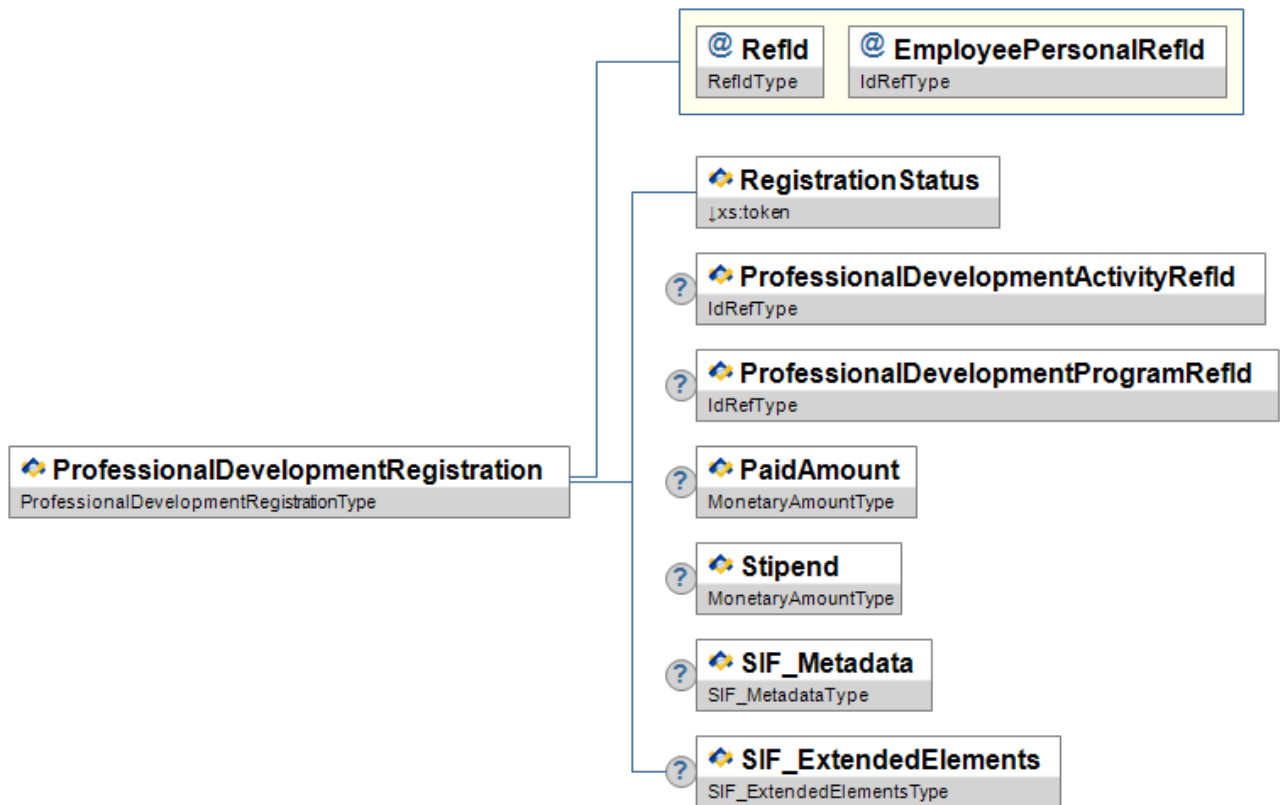 @ RefId
RefIdType
@ EmployeePersonalRefId
IdRefType
RegistrationStatus
↓xs:token
? ProfessionalDevelopmentActivityRefId
IdRefType
? ProfessionalDevelopmentProgramRefId
IdRefType
ProfessionalDevelopmentRegistration
ProfessionalDevelopmentRegistrationType
? PaidAmount
MonetaryAmountType
? Stipend
MonetaryAmountType
? SIF_Metadata
SIF_MetadataType
? SIF_ExtendedElements
SIF_ExtendedElementsType